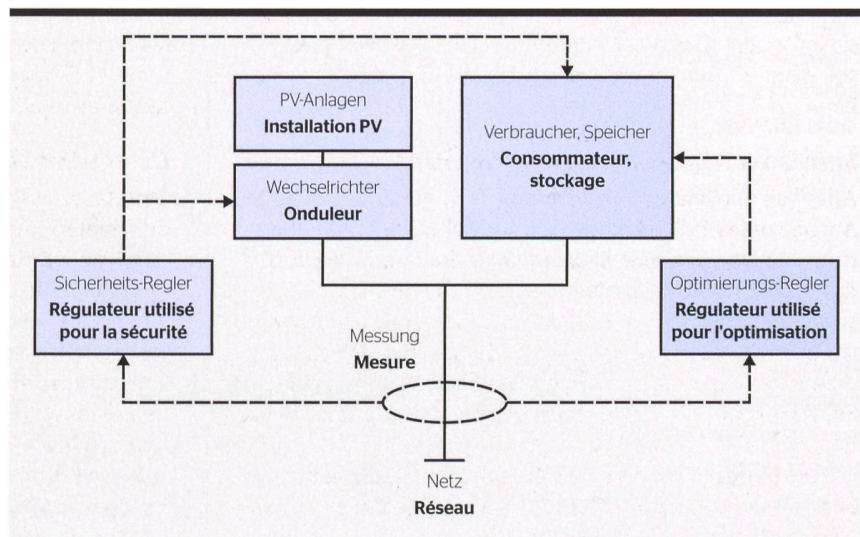 PV-Anlagen
Installation PV
Wechselrichter
Onduleur
Verbraucher, Speicher
Consommateur,
stockage
Sicherheits-Regler
Régulateur utilisé
pour la sécurité
Optimierungs-Regler
Régulateur utilisé
pour l'optimisation
Messung
Mesure
Netz
Réseau